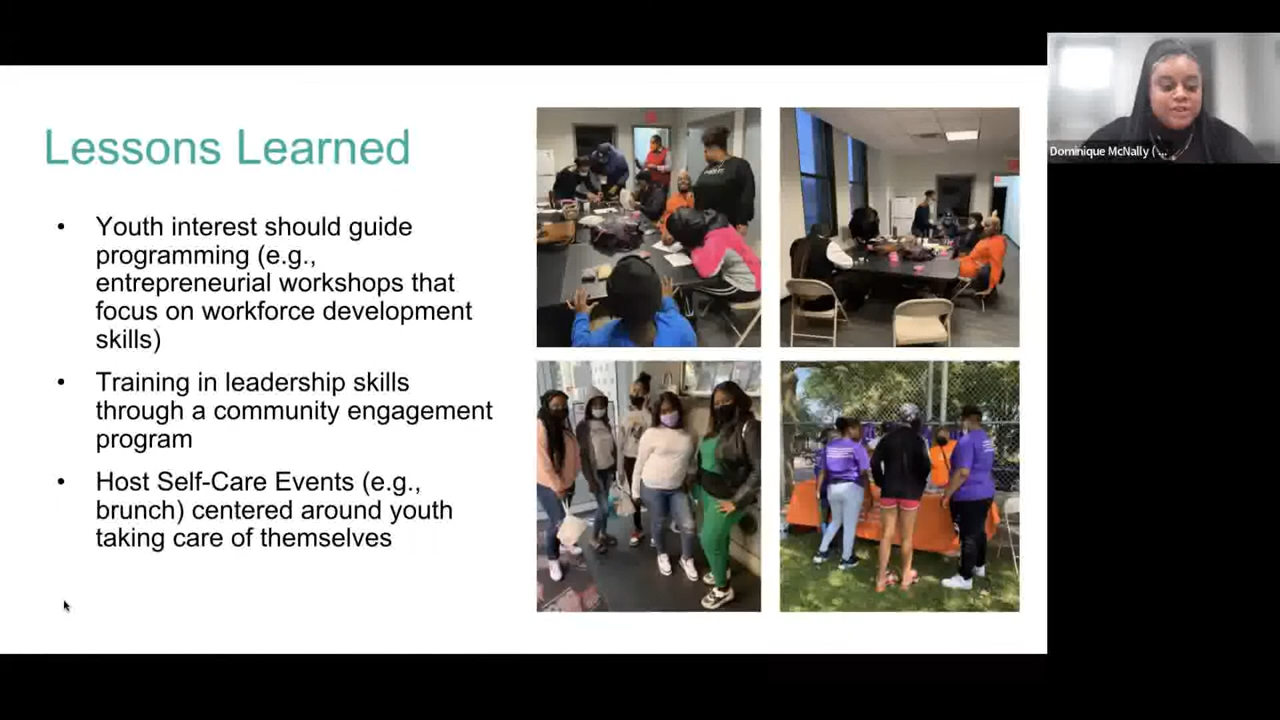 Lessons Learned
• Youth interest should guide
programming (e.g.,
entrepreneurial workshops that
focus on workforce development
skills)
• Training in leadership skills
through a community engagement
program
• Host Self-Care Events (e.g.,
brunch) centered around youth
taking care of themselves
Dominique McNally ( ...